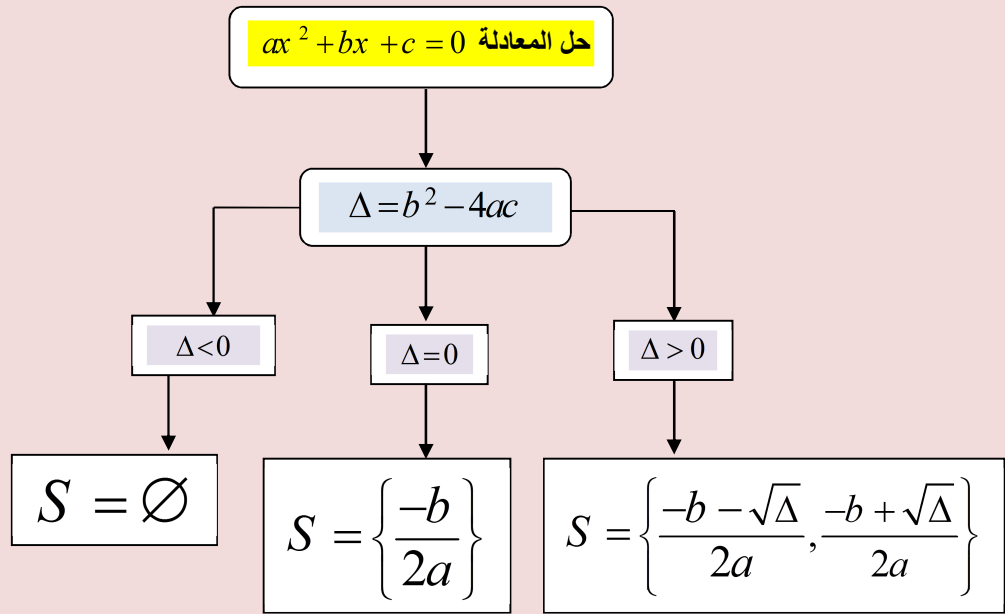 حل المعادلة ax² + bx + c = 0
Δ = b² − 4ac
Δ < 0
Δ = 0
Δ > 0
S = ∅
S = {−b / 2a}
S = {(−b − √Δ) / 2a , (−b + √Δ) / 2a}